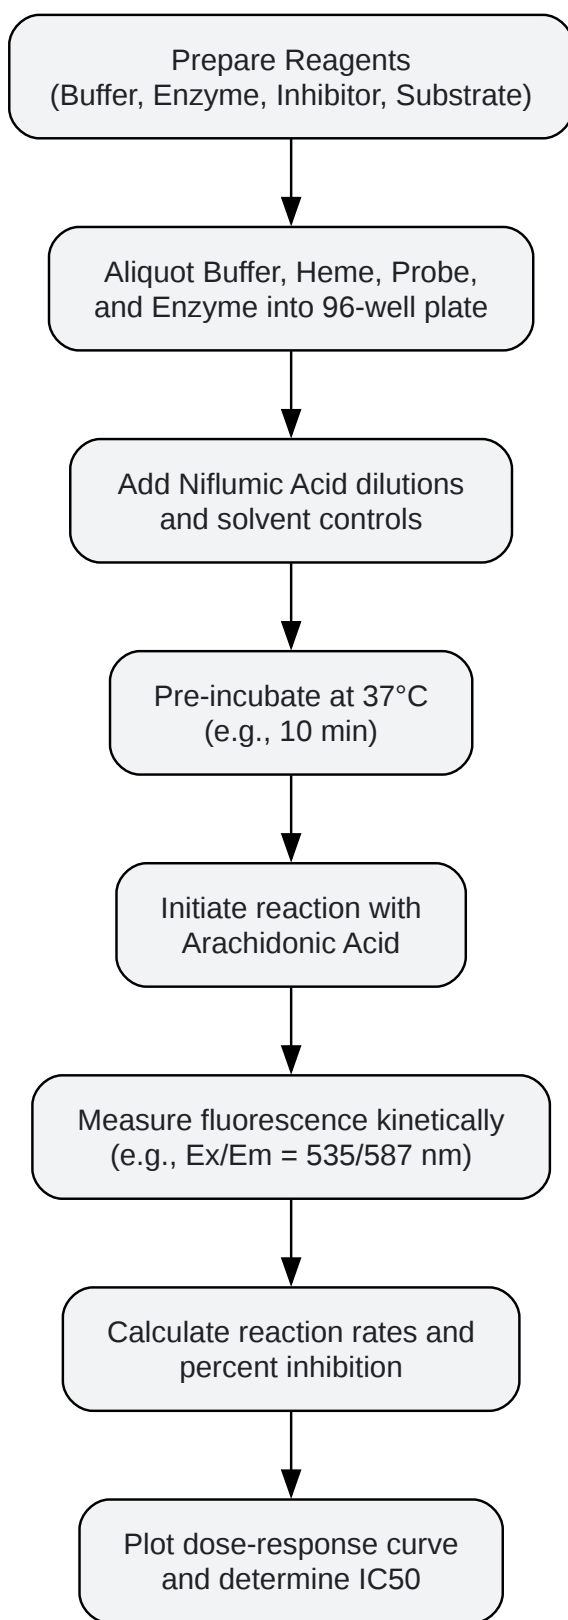 Prepare Reagents
(Buffer, Enzyme, Inhibitor, Substrate)
Aliquot Buffer, Heme, Probe,
and Enzyme into 96-well plate
Add Niflumic Acid dilutions
and solvent controls
Pre-incubate at 37°C
(e.g., 10 min)
Initiate reaction with
Arachidonic Acid
Measure fluorescence kinetically
(e.g., Ex/Em = 535/587 nm)
Calculate reaction rates and
percent inhibition
Plot dose-response curve
and determine IC50